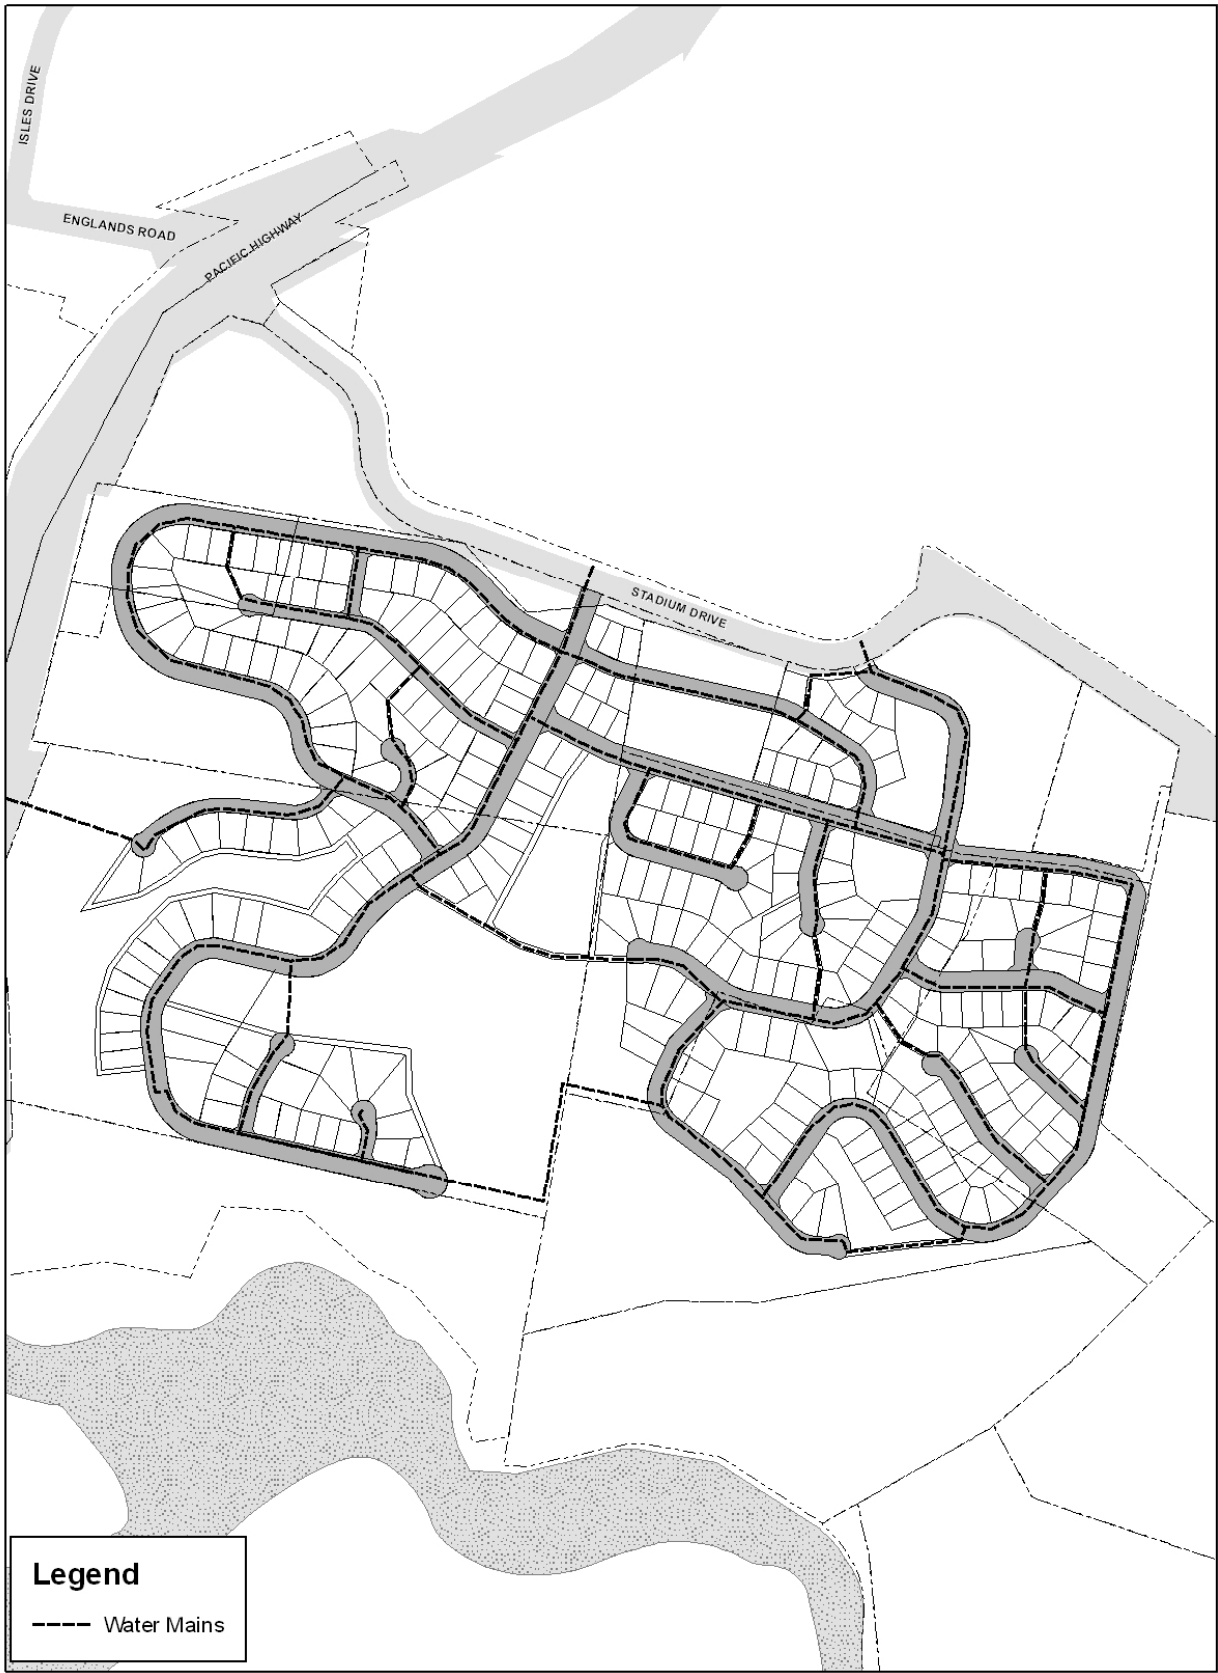 ISLES DRIVE
ENGLANDS ROAD
PACIFIC HIGHWAY
STADIUM DRIVE
Legend
Water Mains